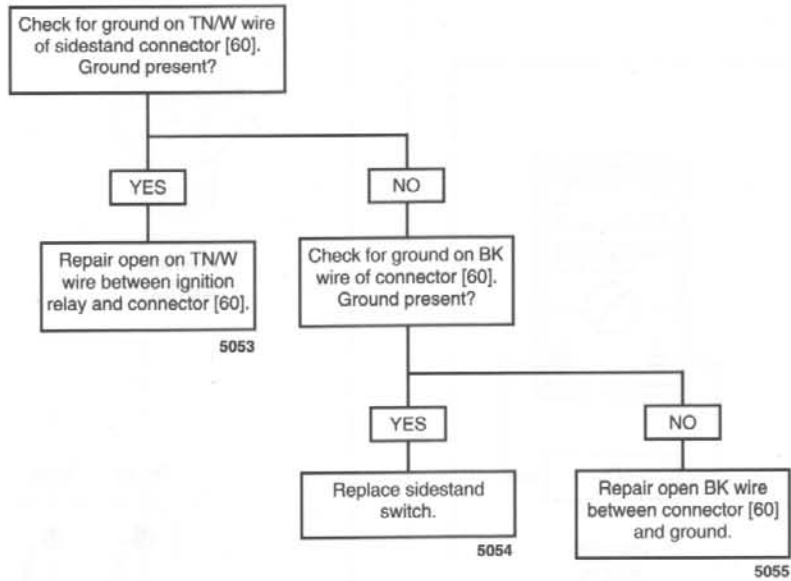 Check for ground on TN/W wire
of sidestand connector [60].
Ground present?
YES
NO
Repair open on TN/W
wire between ignition
relay and connector [60].
5053
Check for ground on BK
wire of connector [60].
Ground present?
YES
NO
Replace sidestand
switch.
5054
Repair open BK wire
between connector [60]
and ground.
5055